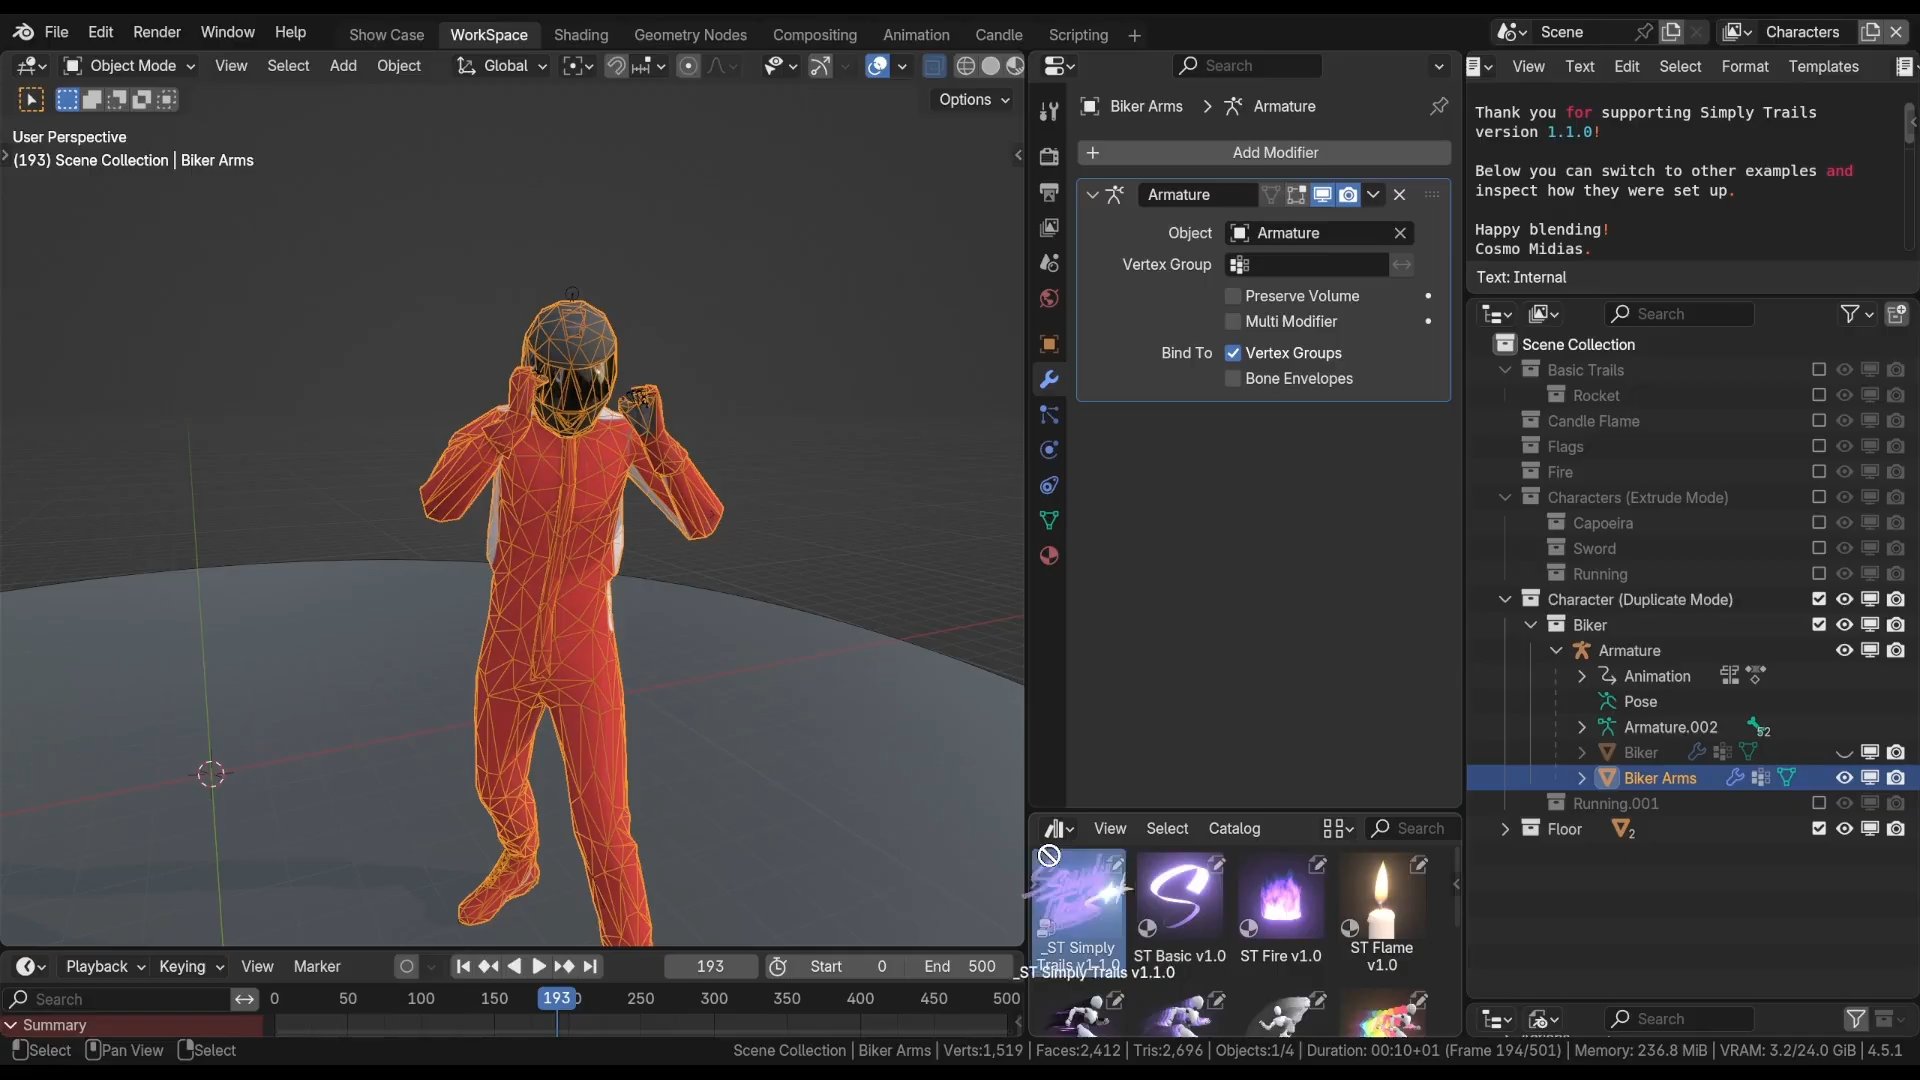 File Edit Render Window Help
Show Case WorkSpace Shading Geometry Nodes Compositing Animation Candle Scripting
Scene
Characters
Object Mode View Select Add Object Global
Options
User Perspective
(193) Scene Collection | Biker Arms
Search
Biker Arms > Armature
Add Modifier
Armature
Object Armature
Vertex Group
Preserve Volume
Multi Modifier
Bind To Vertex Groups
Bone Envelopes
View Text Edit Select Format Templates
Thank you for supporting Simply Trails
version 1.1.0!
Below you can switch to other examples and
inspect how they were set up.
Happy blending!
Cosmo Midias.
Text: Internal
Search
Scene Collection
Basic Trails
Rocket
Candle Flame
Flags
Fire
Characters (Extrude Mode)
Capoeira
Sword
Running
Character (Duplicate Mode)
Biker
Armature
Animation
Pose
Armature.002 52
Biker
Biker Arms
Running.001
Floor 2
View Select Catalog Search
_ST Simply
Trails v1.1.0
ST Basic v1.0
ST Fire v1.0
ST Flame
v1.0
_ST Simply Trails v1.1.0
Playback Keying View Marker 193 Start 0 End 500
Search 0 50 100 150 193 250 300 350 400 450 500
Summary
Search
Select Pan View Select
Scene Collection | Biker Arms | Verts:1,519 | Faces:2,412 | Tris:2,696 | Objects:1/4 | Duration: 00:10+01 (Frame 194/501) | Memory: 236.8 MiB | VRAM: 3.2/24.0 GiB | 4.5.1